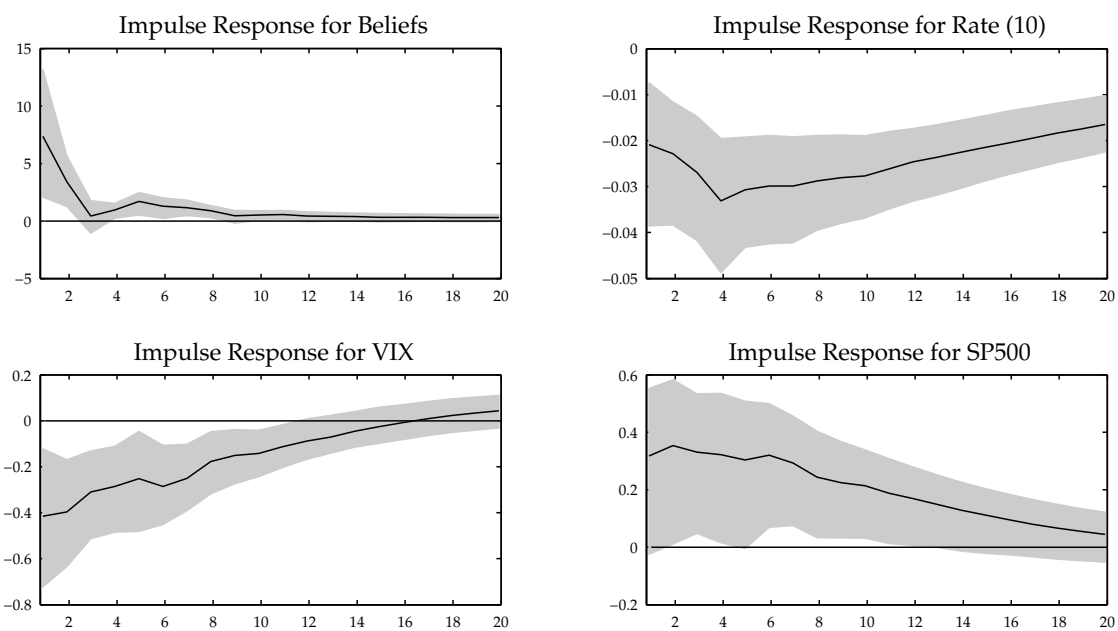 Impulse Response for Beliefs
15
10
5
0
−5
2 4 6 8 10 12 14 16 18 20
Impulse Response for Rate (10)
0
−0.01
−0.02
−0.03
−0.04
−0.05
2 4 6 8 10 12 14 16 18 20
Impulse Response for VIX
0.2
0
−0.2
−0.4
−0.6
−0.8
2 4 6 8 10 12 14 16 18 20
Impulse Response for SP500
0.6
0.4
0.2
0
−0.2
2 4 6 8 10 12 14 16 18 20